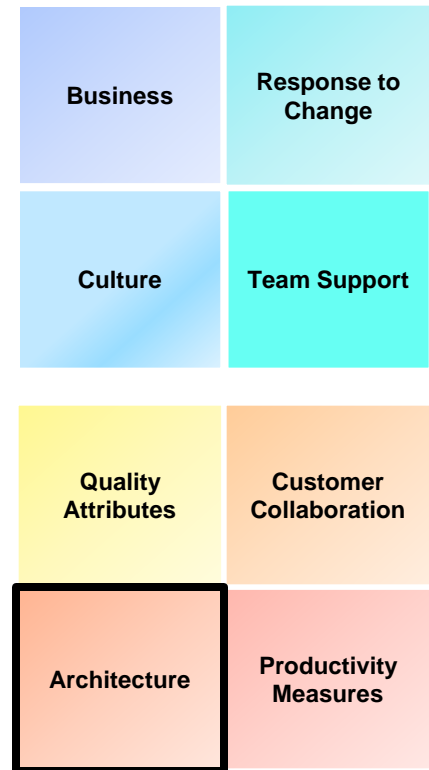 Business
Response to
Change
Culture
Team Support
Quality
Attributes
Customer
Collaboration
Architecture
Productivity
Measures